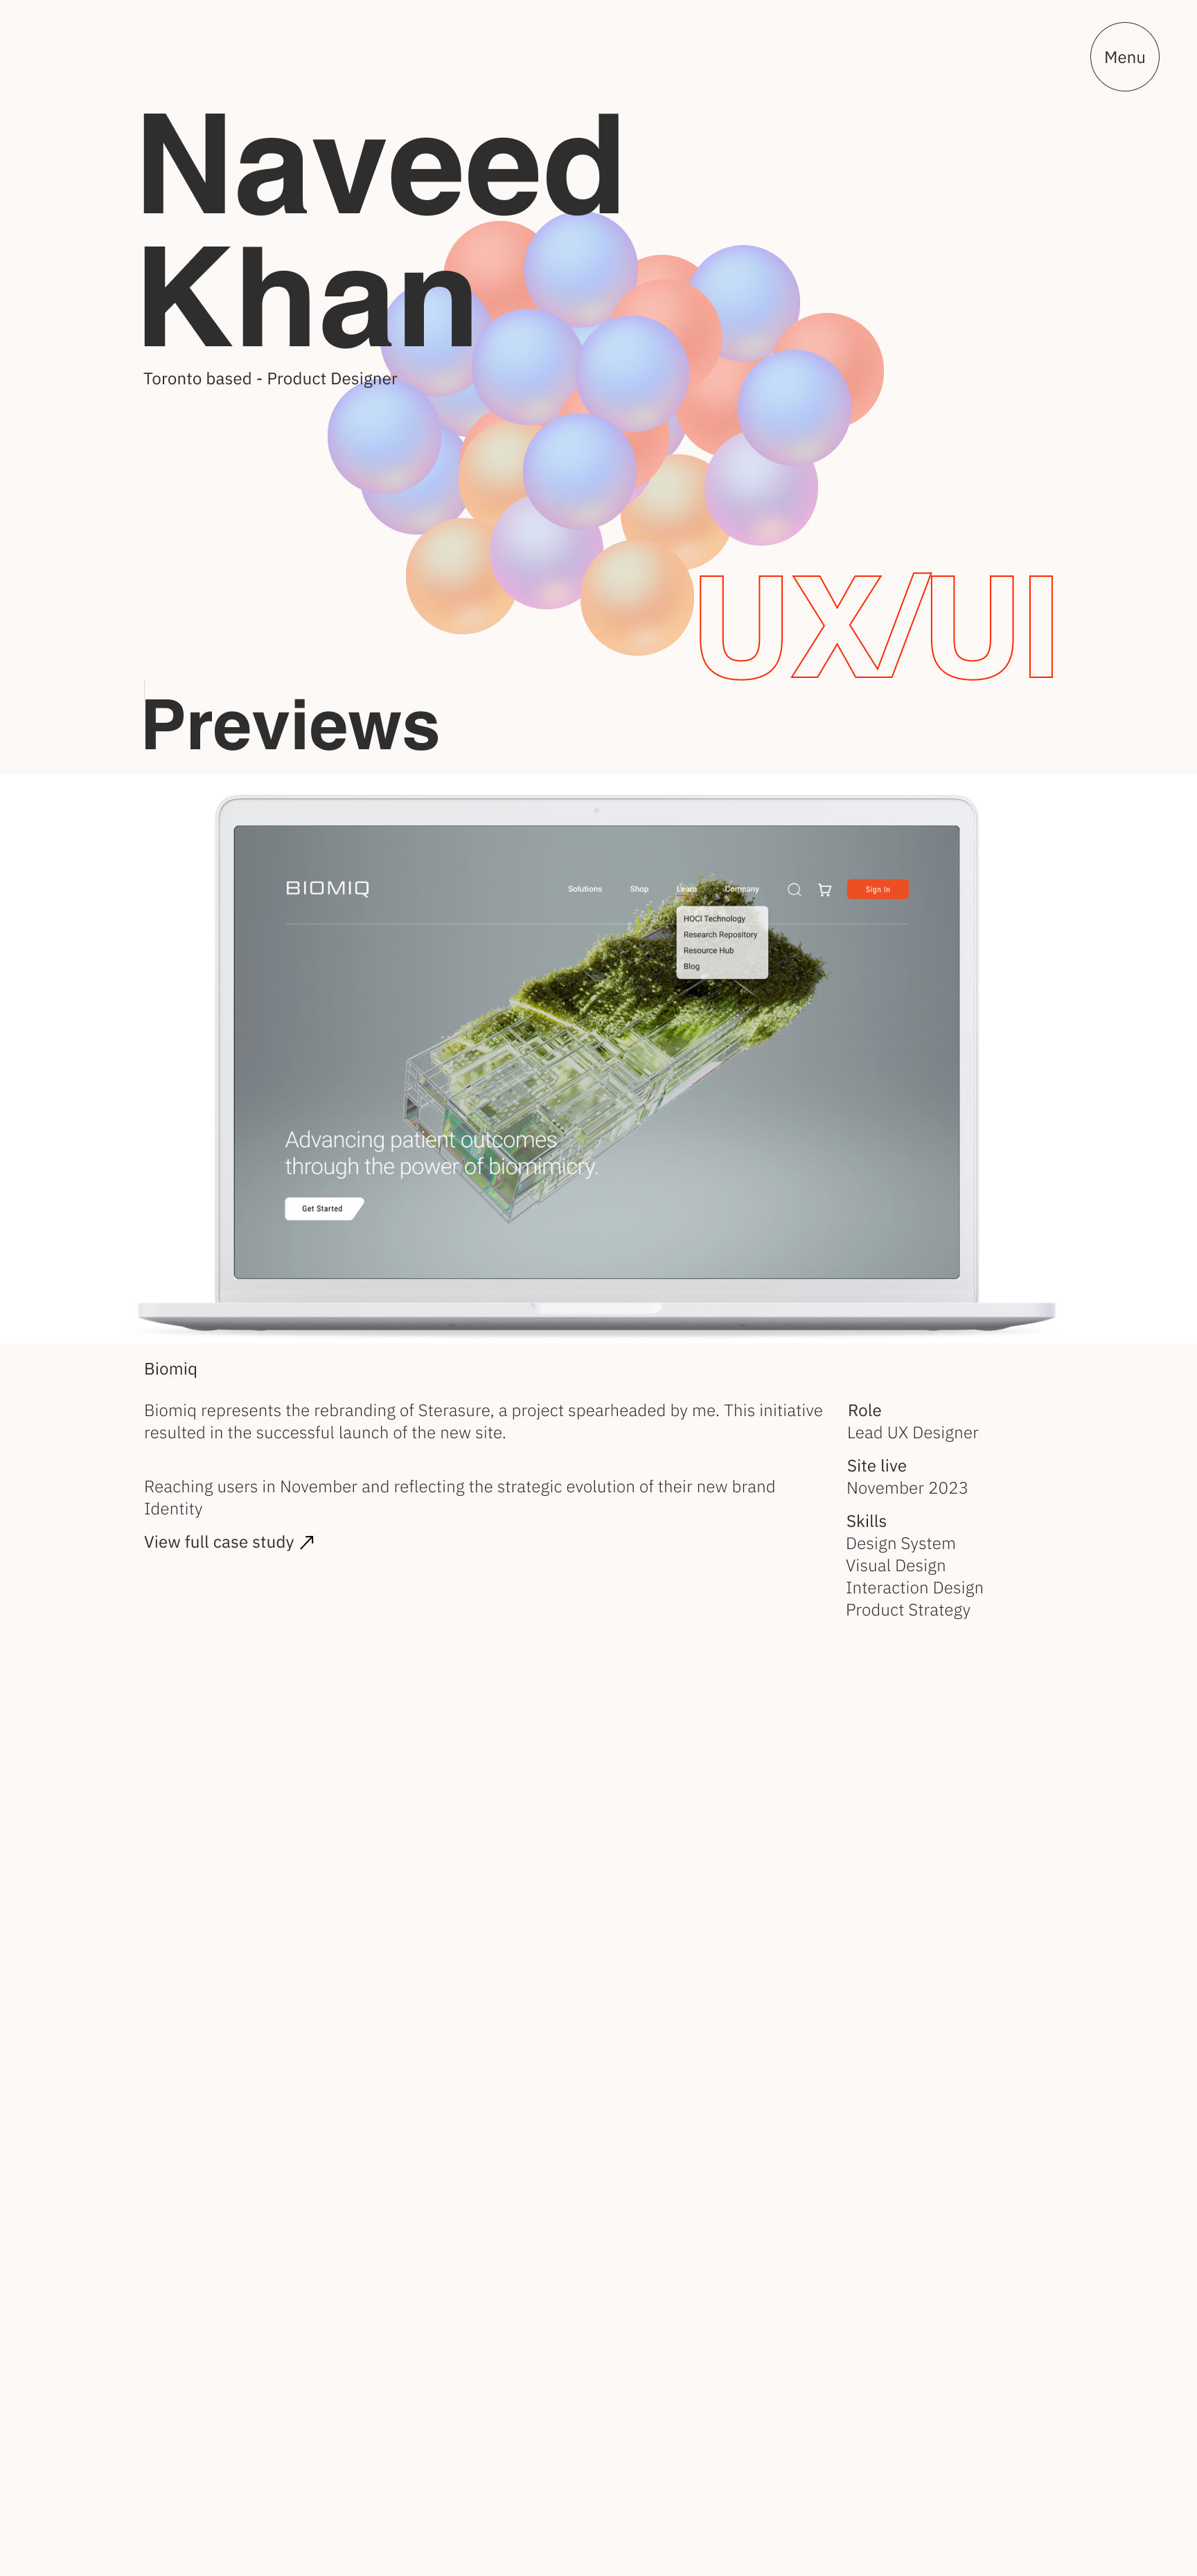 Menu
Naveed
Khan
Toronto based - Product Designer
UX/UI
Previews
BIOMIQ
Solutions
Shop
Learn
Company
Sign In
HOCl Technology
Research Repository
Resource Hub
Blog
Advancing patient outcomes
through the power of biomimicry.
Get Started
Biomiq
Biomiq represents the rebranding of Sterasure, a project spearheaded by me. This initiative
resulted in the successful launch of the new site.
Reaching users in November and reflecting the strategic evolution of their new brand
Identity
View full case study
Role
Lead UX Designer
Site live
November 2023
Skills
Design System
Visual Design
Interaction Design
Product Strategy